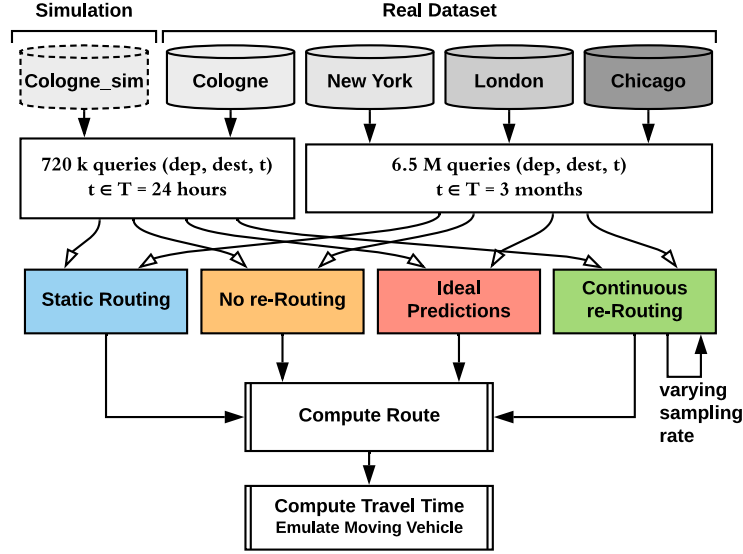 Simulation
Real Dataset
Cologne_sim
Cologne
New York
London
Chicago
720 k queries (dep, dest, t)
t ∈ T = 24 hours
6.5 M queries (dep, dest, t)
t ∈ T = 3 months
Static Routing
No re-Routing
Ideal
Predictions
Continuous
re-Routing
varying
sampling
rate
Compute Route
Compute Travel Time
Emulate Moving Vehicle